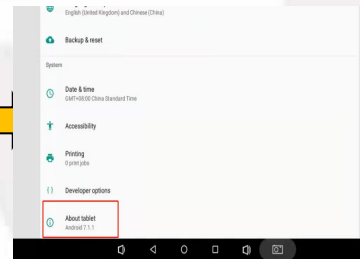 English (United Kingdom) and Chinese (China)
Backup & reset
System
Date & time
GMT+08:00 China Standard Time
Accessibility
Printing
0 print jobs
Developer options
About tablet
Android 7.1.1